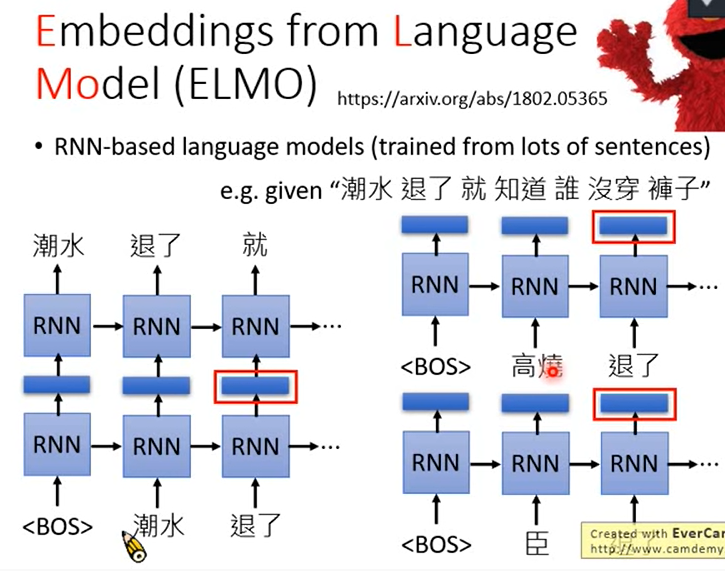 Embeddings from Language
Model (ELMO) https://arxiv.org/abs/1802.05365
• RNN-based language models (trained from lots of sentences)
e.g. given “潮水 退了 就 知道 誰 沒穿 褲子”
潮水 退了 就
RNN RNN RNN ...
RNN RNN RNN ...
<BOS> 潮水 退了
RNN RNN RNN ...
<BOS> 高燒 退了
RNN RNN RNN ...
<BOS> 臣
Created with EverCa
http://www.camdemy